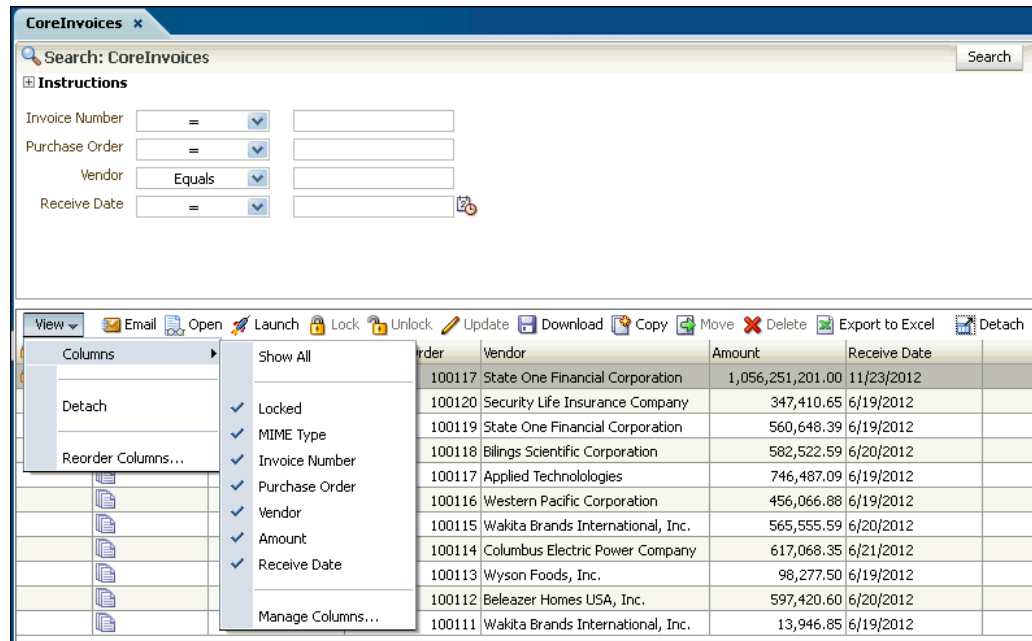 CoreInvoices ×
Search: CoreInvoices Search
Instructions
Invoice Number =
Purchase Order =
Vendor Equals
Receive Date =
View Email Open Launch Lock Unlock Update Download Copy Move Delete Export to Excel Detach
Columns
Detach
Reorder Columns...
Show All
Locked
MIME Type
Invoice Number
Purchase Order
Vendor
Amount
Receive Date
Manage Columns...
Vendor Amount Receive Date
100117 State One Financial Corporation 1,056,251,201.00 11/23/2012
100120 Security Life Insurance Company 347,410.65 6/19/2012
100119 State One Financial Corporation 560,648.39 6/19/2012
100118 Bilings Scientific Corporation 582,522.59 6/20/2012
100117 Applied Technololologies 746,487.09 6/19/2012
100116 Western Pacific Corporation 456,066.88 6/19/2012
100115 Wakita Brands International, Inc. 565,555.59 6/20/2012
100114 Columbus Electric Power Company 617,068.35 6/21/2012
100113 Wyson Foods, Inc. 98,277.50 6/19/2012
100112 Beleazer Homes USA, Inc. 597,420.60 6/20/2012
100111 Wakita Brands International, Inc. 13,946.85 6/19/2012